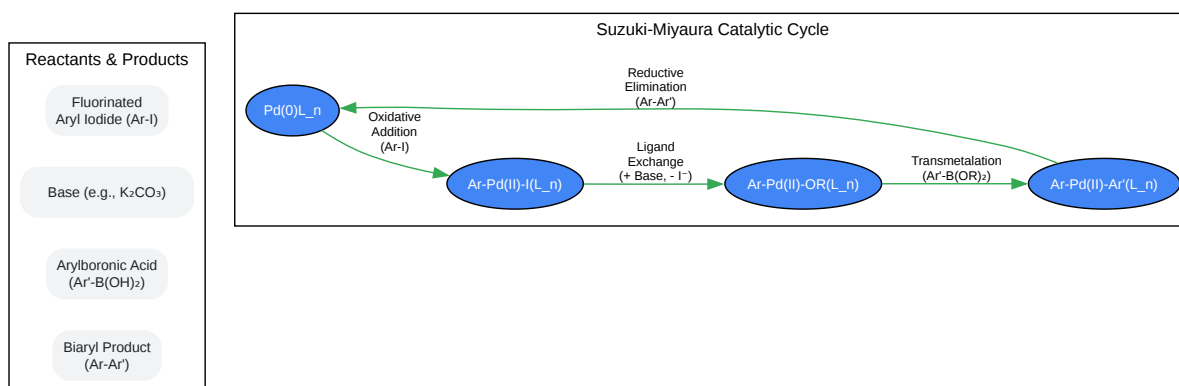 Reactants & Products
Fluorinated
Aryl Iodide (Ar-I)
Base (e.g., K₂CO₃)
Arylboronic Acid
(Ar'-B(OH)₂)
Biaryl Product
(Ar-Ar')
Suzuki-Miyaura Catalytic Cycle
Pd(0)L_n
Oxidative
Addition
(Ar-I)
Ar-Pd(II)-I(L_n)
Ligand
Exchange
(+ Base, - I⁻)
Ar-Pd(II)-OR(L_n)
Transmetalation
(Ar'-B(OR)₂)
Ar-Pd(II)-Ar'(L_n)
Reductive
Elimination
(Ar-Ar')